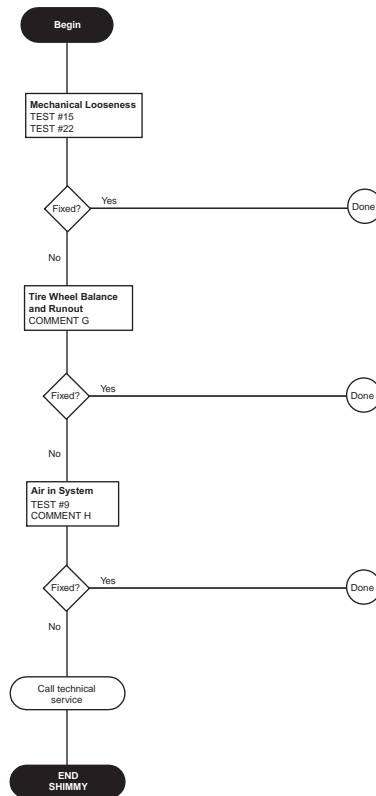 Begin
Mechanical Looseness
TEST #15
TEST #22
Fixed?
Yes
Done
No
Tire Wheel Balance
and Runout
COMMENT G
Fixed?
Yes
Done
No
Air in System
TEST #9
COMMENT H
Fixed?
Yes
Done
No
Call technical
service
END
SHIMMY